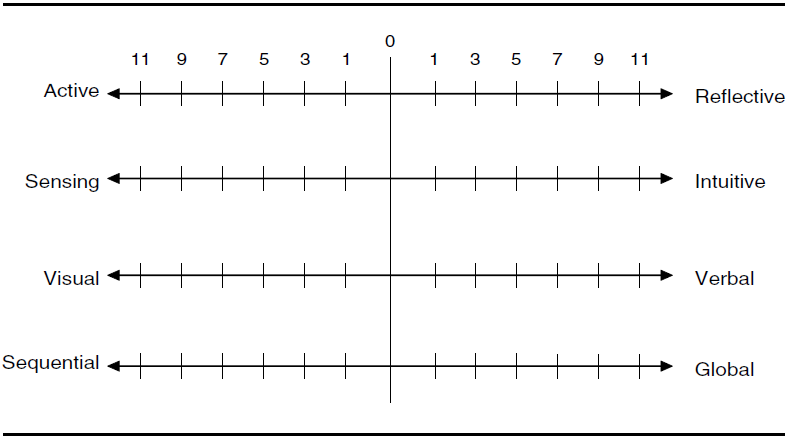 0
11 9 7 5 3 1 1 3 5 7 9 11
Active Reflective
Sensing Intuitive
Visual Verbal
Sequential Global